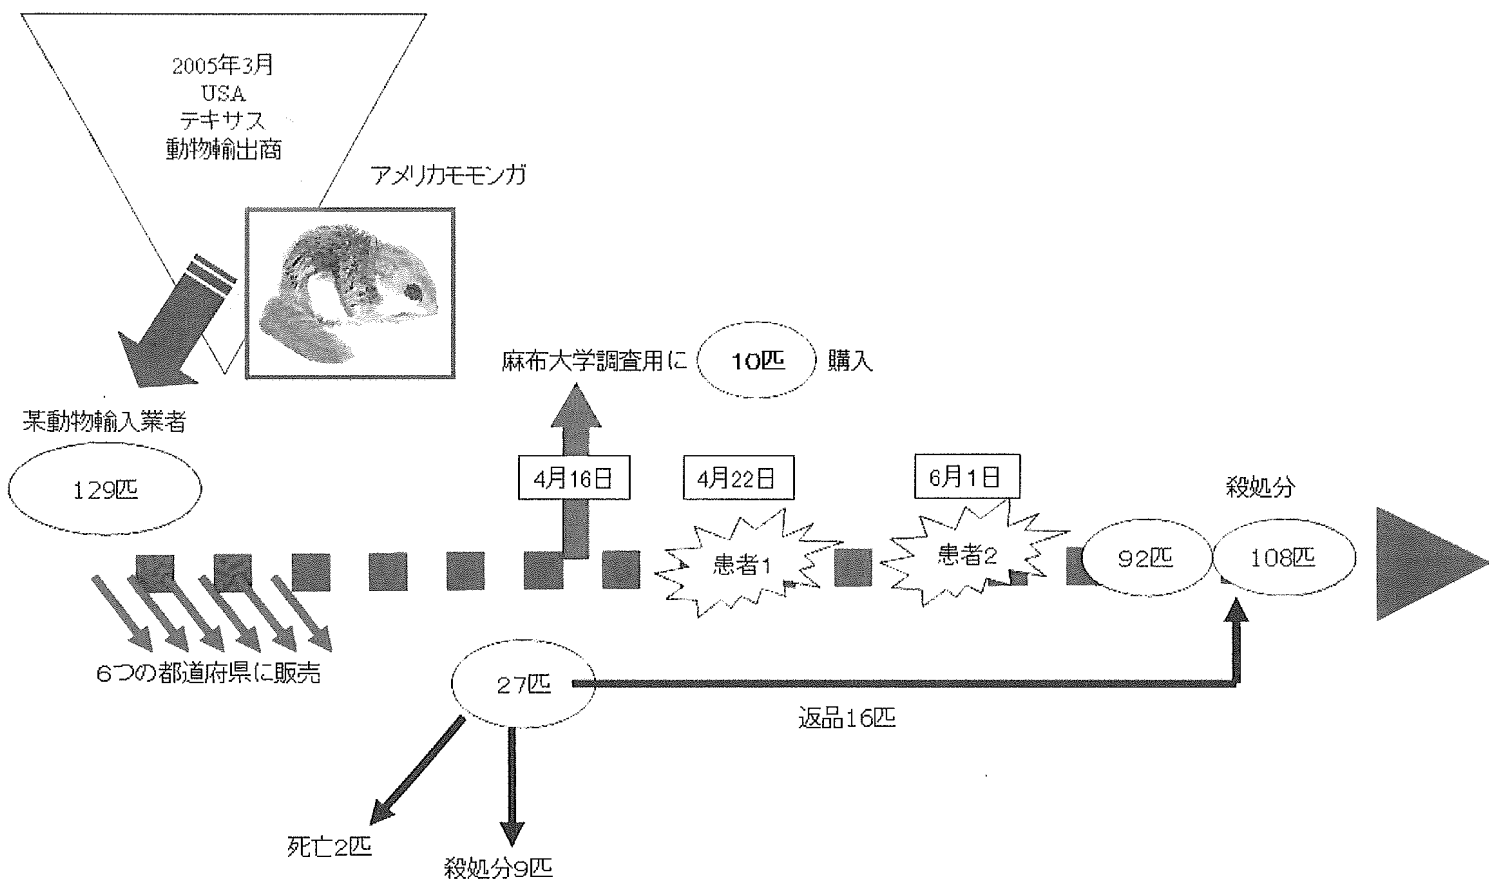 2005年3月
USA
テキサス
動物輸出商
アメリカモモンガ
麻布大学調査用に 10匹 購入
某動物輸入業者
129匹
4月16日
4月22日
6月1日
殺処分
患者1
患者2
92匹
108匹
6つの都道府県に販売
27匹
返品16匹
死亡2匹
殺処分9匹